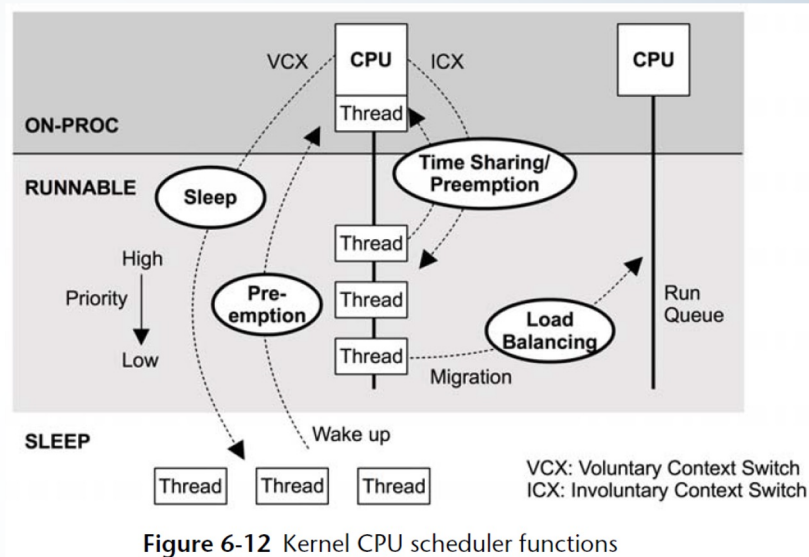 VCX
CPU
ICX
CPU
Thread
ON-PROC
RUNNABLE
Sleep
Time Sharing/
Preemption
Thread
High
Priority
Low
Pre-
emption
Thread
Run
Queue
Load
Balancing
Thread
Migration
SLEEP
Wake up
Thread
Thread
Thread
VCX: Voluntary Context Switch
ICX: Involuntary Context Switch
Figure 6-12 Kernel CPU scheduler functions